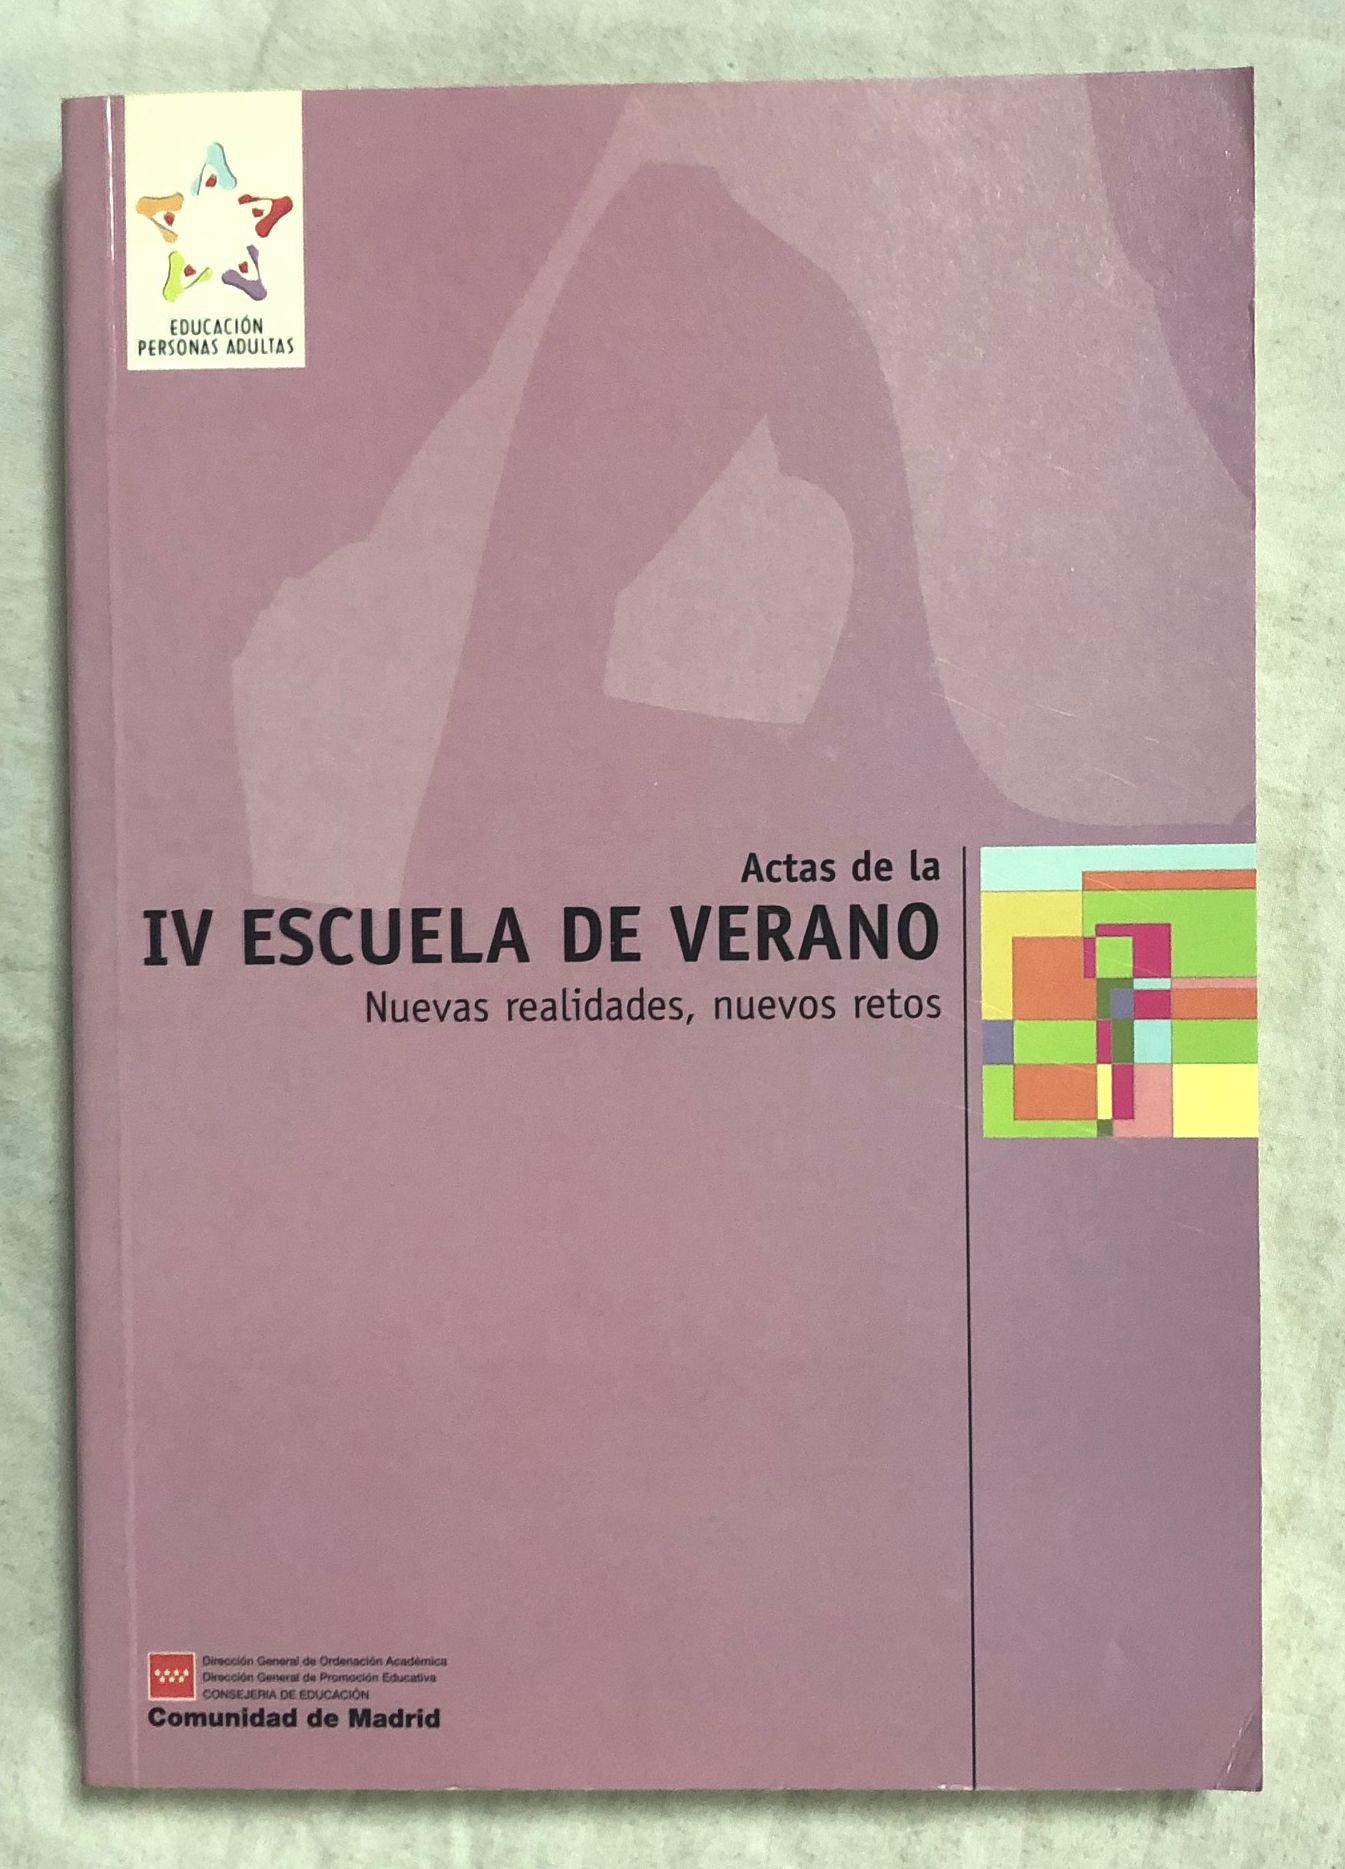 EDUCACIÓN
PERSONAS ADULTAS
Actas de la
IV ESCUELA DE VERANO
Nuevas realidades, nuevos retos
Dirección General de Ordenación Académica
Dirección General de Promoción Educativa
CONSEJERIA DE EDUCACIÓN
Comunidad de Madrid